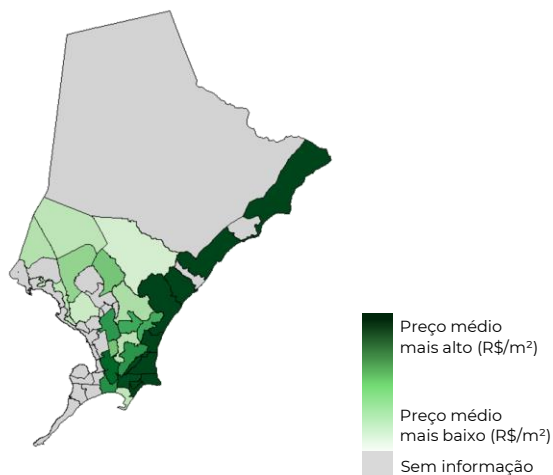 Preço médio
mais alto (R$/m²)
Preço médio
mais baixo (R$/m²)
Sem informação